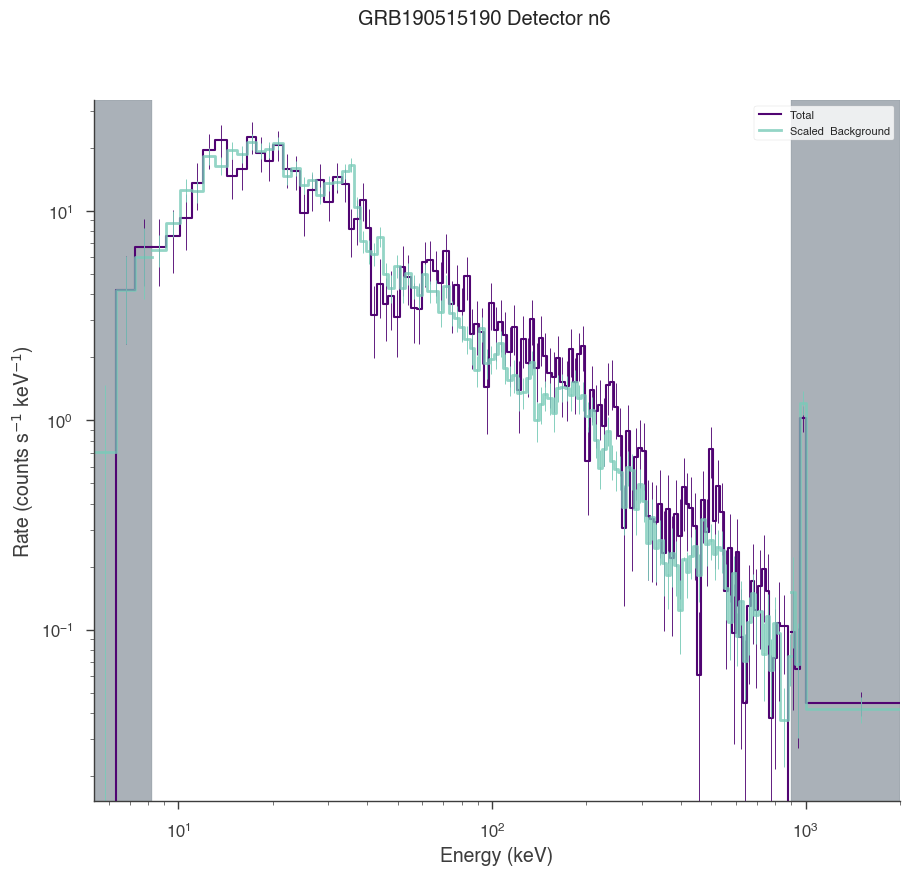 GRB190515190 Detector n6
Total
Scaled  Background
Rate (counts s⁻¹ keV⁻¹)
10¹
10⁰
10⁻¹
10¹ 10² 10³
Energy (keV)